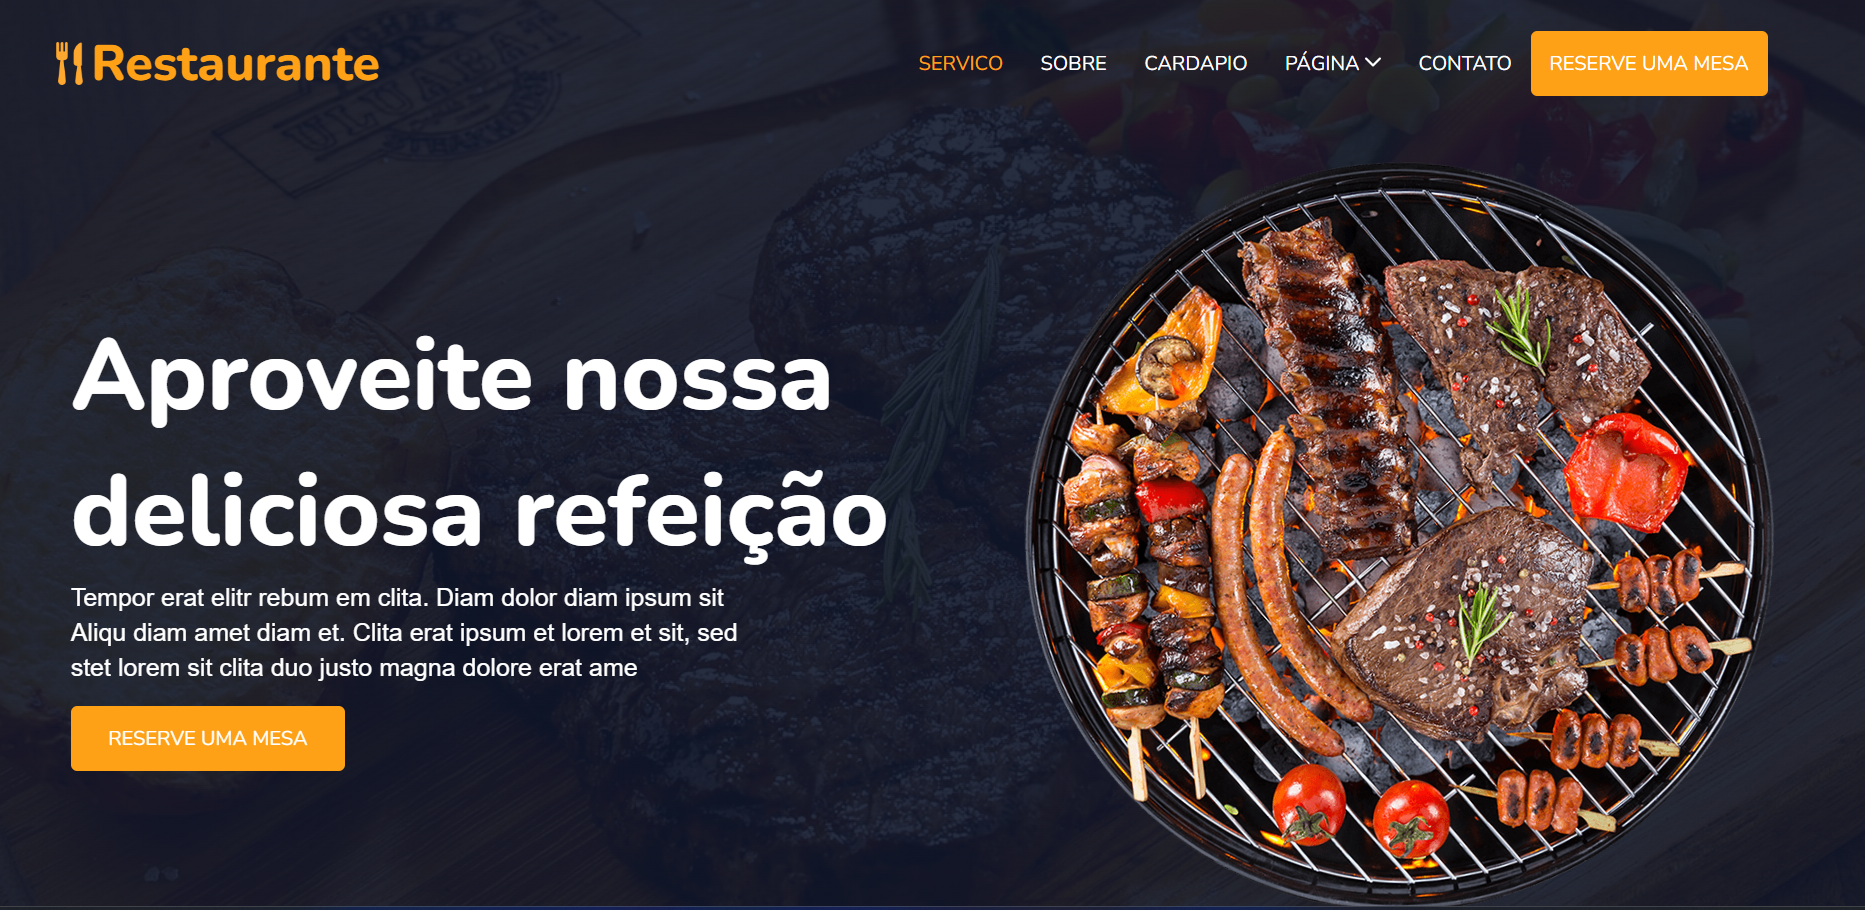 Restaurante
SERVICO SOBRE CARDAPIO PÁGINA CONTATO RESERVE UMA MESA
Aproveite nossa
deliciosa refeição
Tempor erat elitr rebum em clita. Diam dolor diam ipsum sit
Aliqu diam amet diam et. Clita erat ipsum et lorem et sit, sed
stet lorem sit clita duo justo magna dolore erat ame
RESERVE UMA MESA